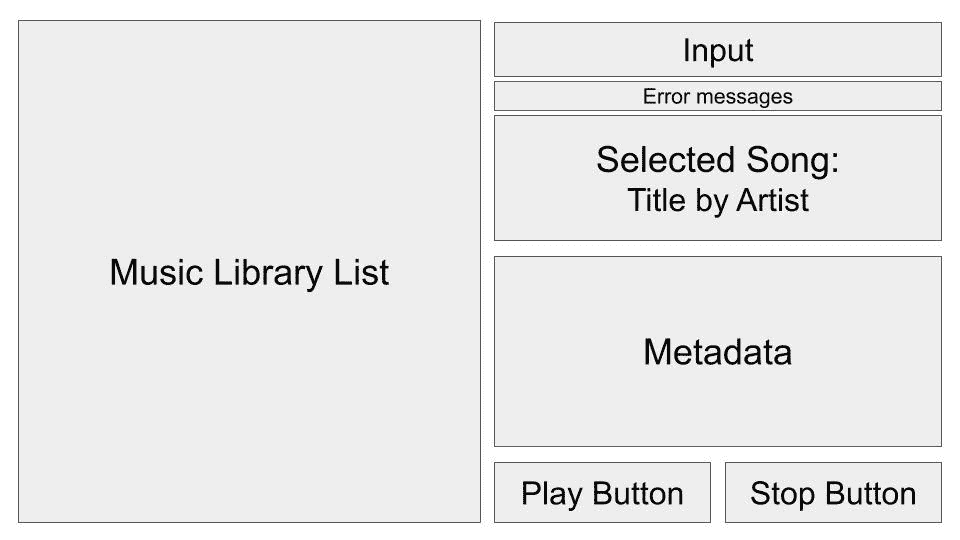 Music Library List
Input
Error messages
Selected Song:
Title by Artist
Metadata
Play Button
Stop Button